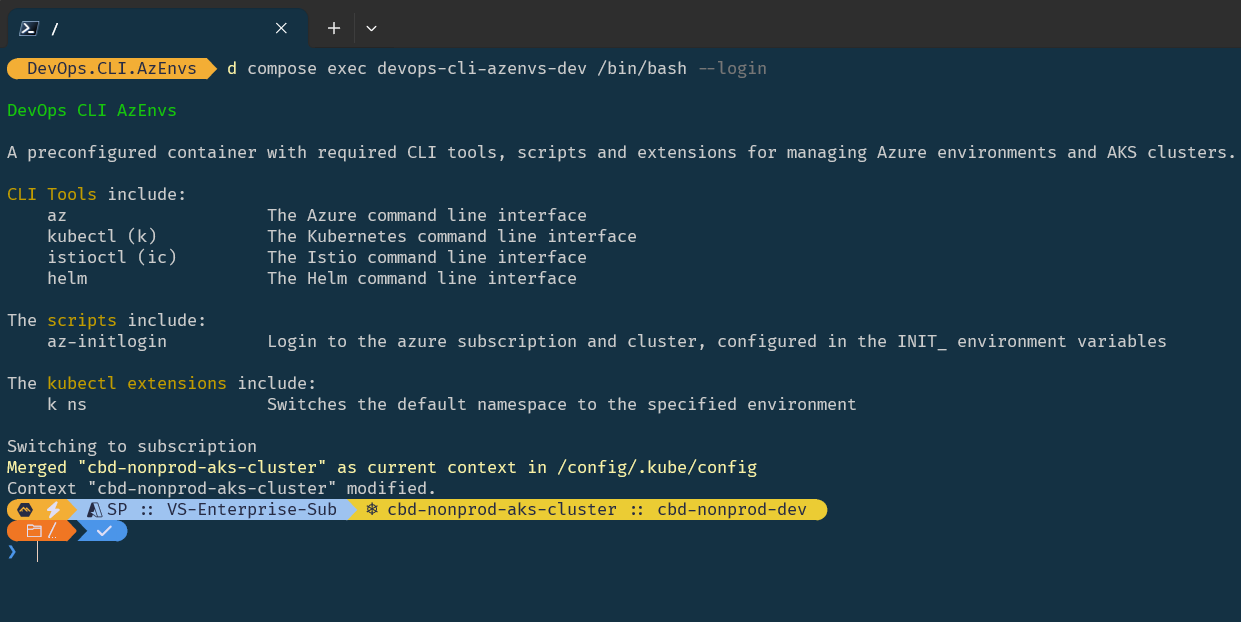 /
DevOps.CLI.AzEnvs d compose exec devops-cli-azenvs-dev /bin/bash --login
DevOps CLI AzEnvs
A preconfigured container with required CLI tools, scripts and extensions for managing Azure environments and AKS clusters.
CLI Tools include:
az The Azure command line interface
kubectl (k) The Kubernetes command line interface
istioctl (ic) The Istio command line interface
helm The Helm command line interface
The scripts include:
az-initlogin Login to the azure subscription and cluster, configured in the INIT_ environment variables
The kubectl extensions include:
k ns Switches the default namespace to the specified environment
Switching to subscription
Merged "cbd-nonprod-aks-cluster" as current context in /config/.kube/config
Context "cbd-nonprod-aks-cluster" modified.
SP :: VS-Enterprise-Sub cbd-nonprod-aks-cluster :: cbd-nonprod-dev
/
❯